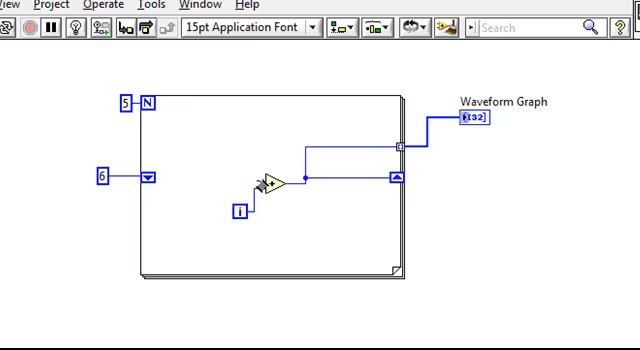 View Project Operate Tools Window Help
15pt Application Font Search ?
5 N
Waveform Graph
[I32]
6
+
i